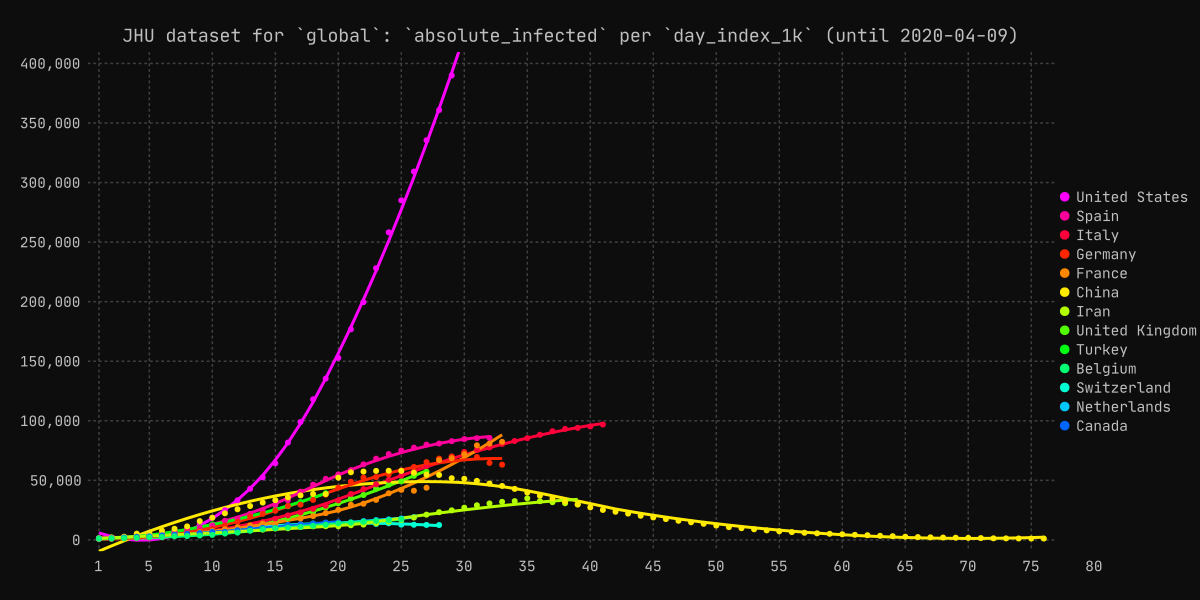 JHU dataset for `global`: `absolute_infected` per `day_index_1k` (until 2020-04-09)
400,000
350,000
300,000
250,000
200,000
150,000
100,000
50,000
0
1 5 10 15 20 25 30 35 40 45 50 55 60 65 70 75 80
United States
Spain
Italy
Germany
France
China
Iran
United Kingdom
Turkey
Belgium
Switzerland
Netherlands
Canada